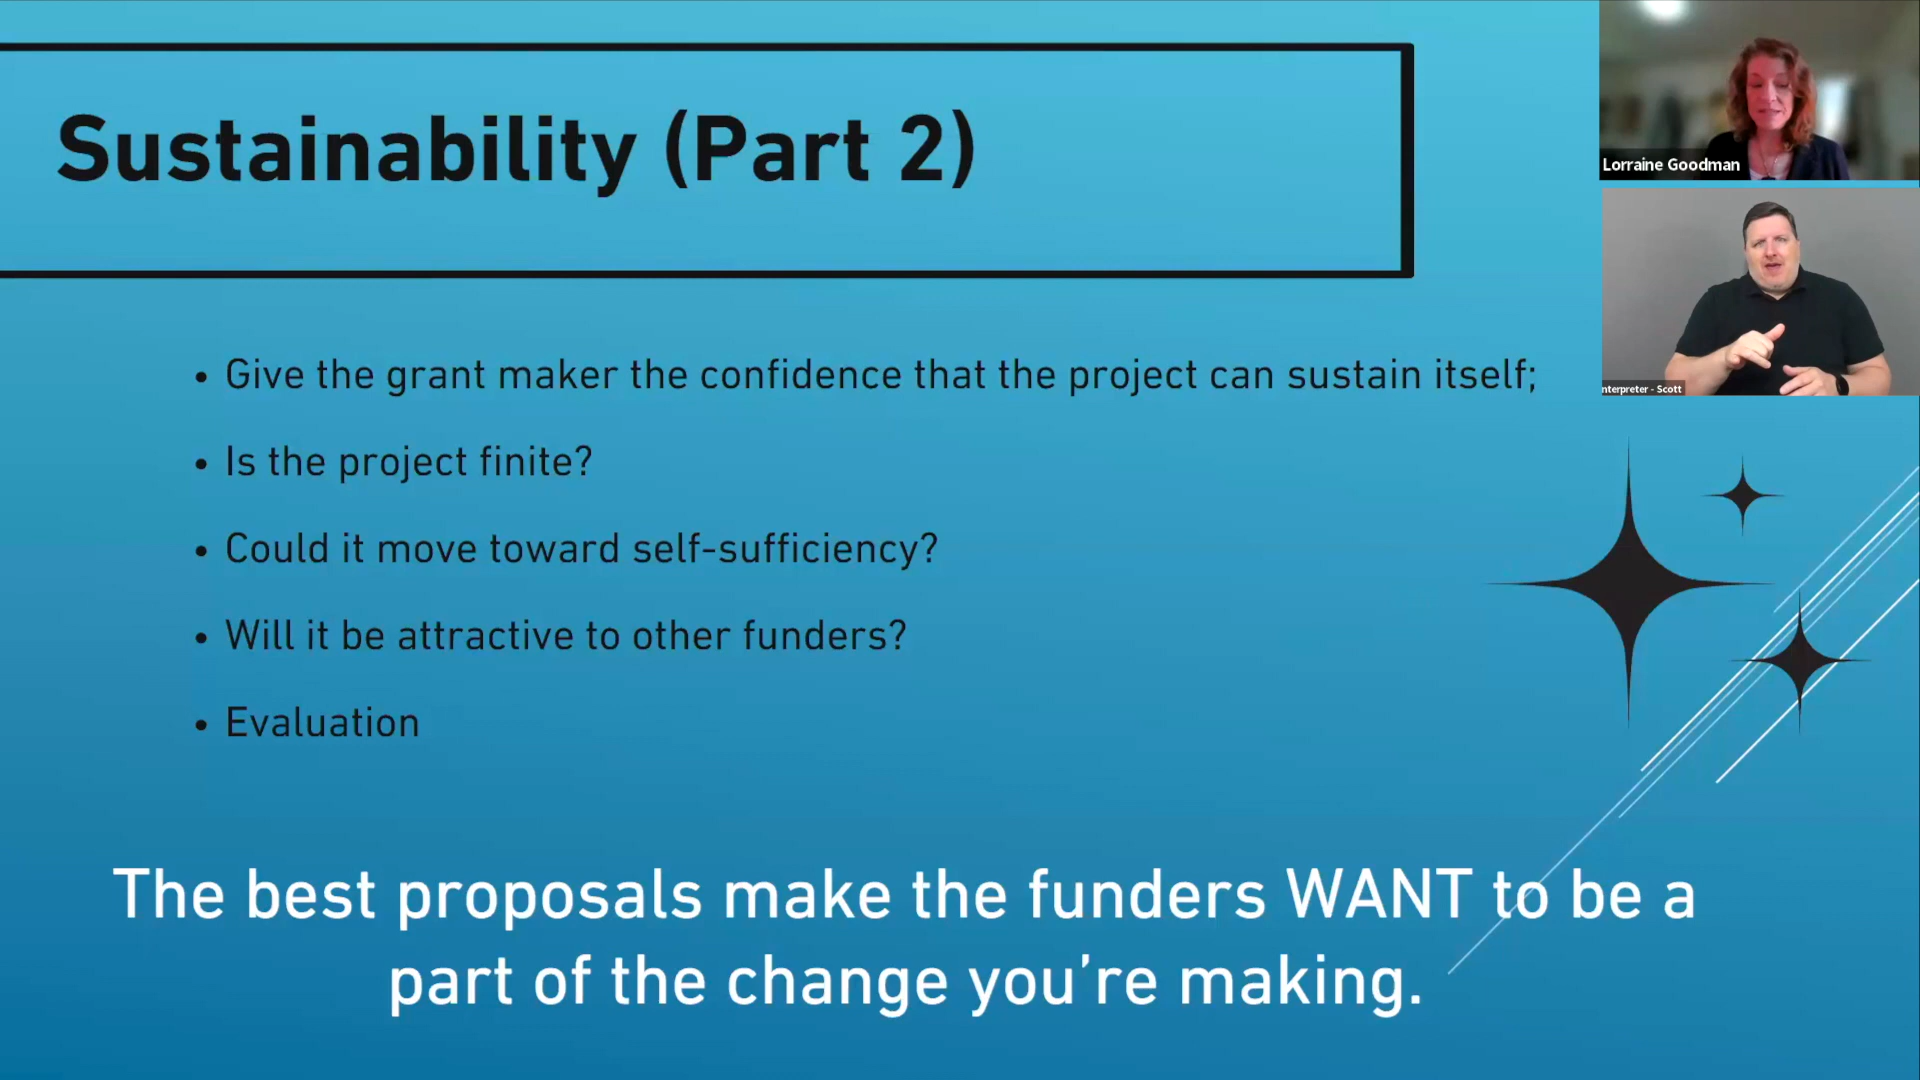 Sustainability (Part 2)
• Give the grant maker the confidence that the project can sustain itself;
• Is the project finite?
• Could it move toward self-sufficiency?
• Will it be attractive to other funders?
• Evaluation
The best proposals make the funders WANT to be a
part of the change you’re making.
Lorraine Goodman
nterpreter - Scott